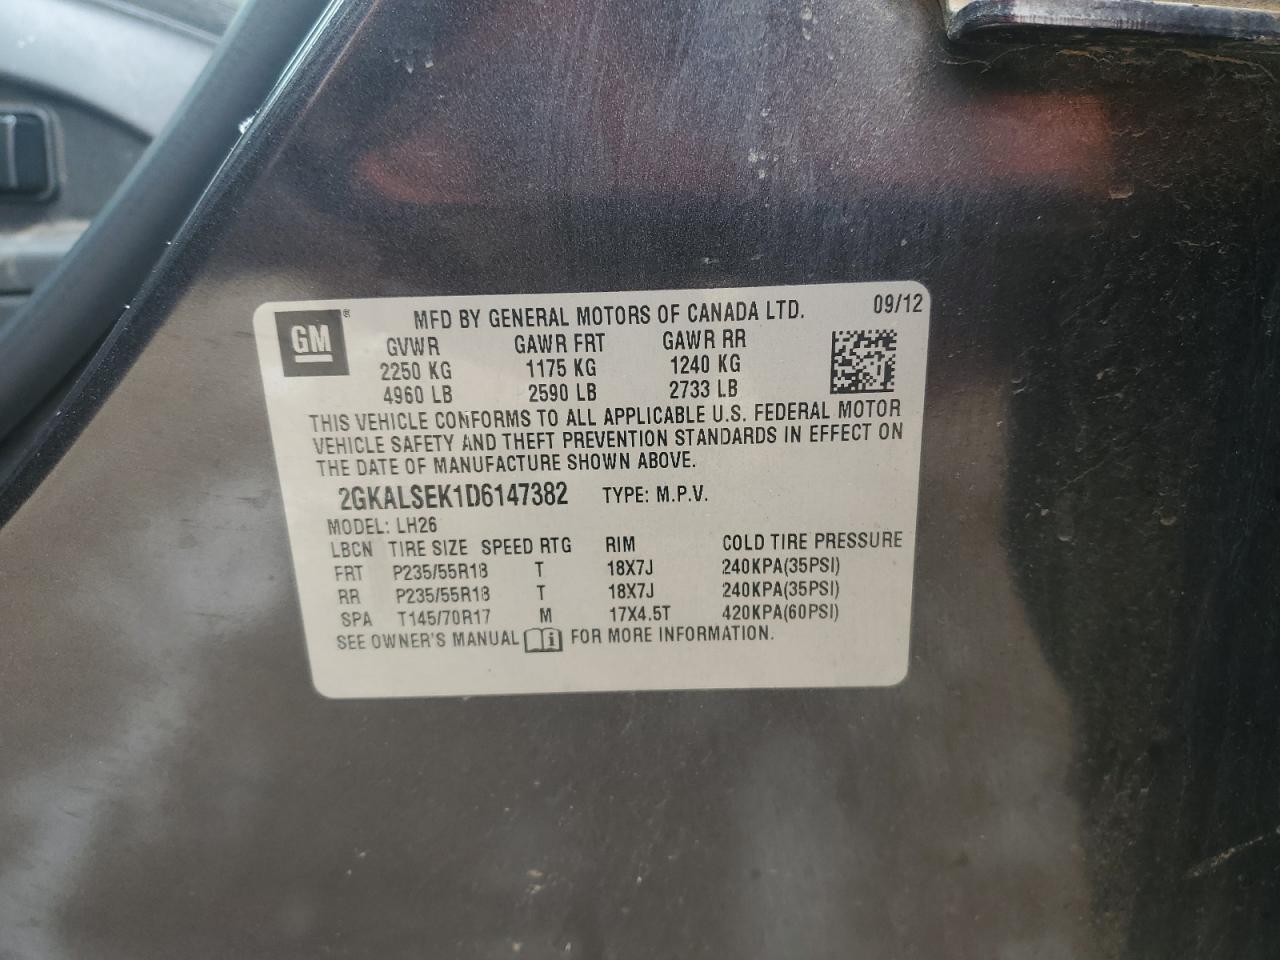 GM ® MFD BY GENERAL MOTORS OF CANADA LTD. 09/12
GVWR GAWR FRT GAWR RR
2250 KG 1175 KG 1240 KG
4960 LB 2590 LB 2733 LB
THIS VEHICLE CONFORMS TO ALL APPLICABLE U.S. FEDERAL MOTOR
VEHICLE SAFETY AND THEFT PREVENTION STANDARDS IN EFFECT ON
THE DATE OF MANUFACTURE SHOWN ABOVE.
2GKALSEK1D6147382 TYPE: M.P.V.
MODEL: LH26
LBCN TIRE SIZE SPEED RTG RIM COLD TIRE PRESSURE
FRT P235/55R18 T 18X7J 240KPA(35PSI)
RR P235/55R18 T 18X7J 240KPA(35PSI)
SPA T145/70R17 M 17X4.5T 420KPA(60PSI)
SEE OWNER'S MANUAL i FOR MORE INFORMATION.